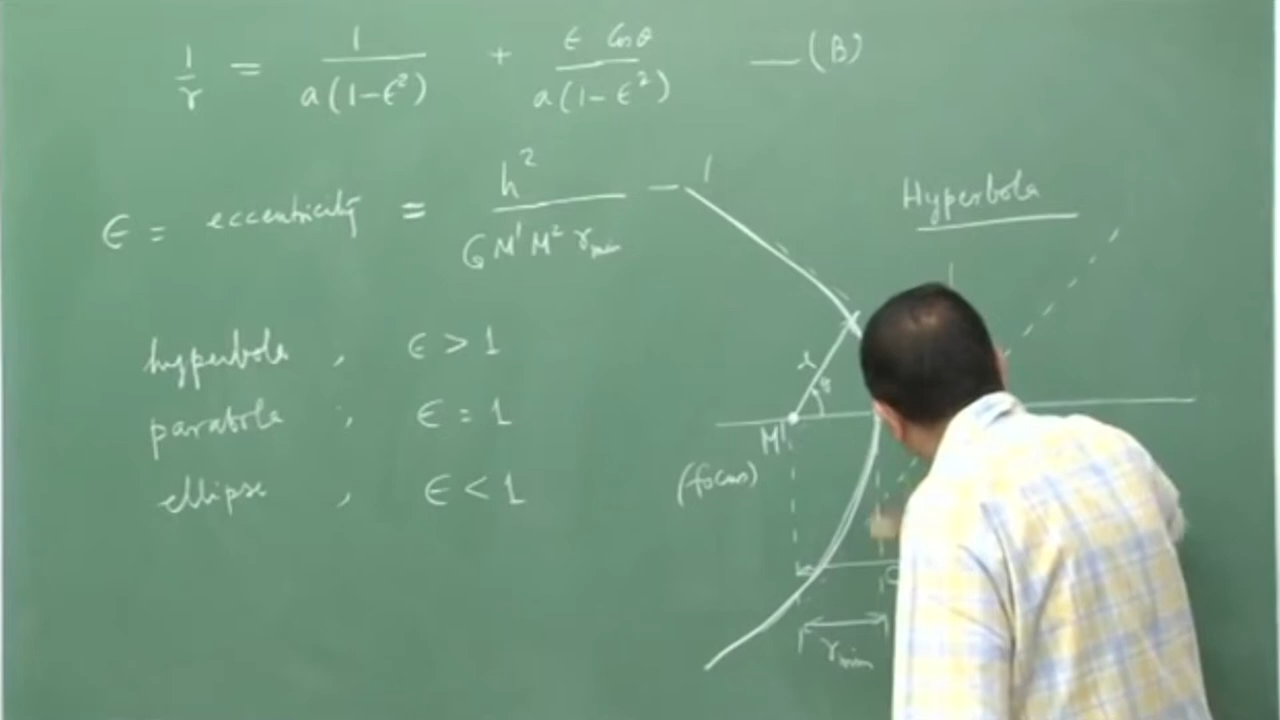 1/r = 1/a(1-ϵ²) + ϵ Cosθ/a(1-ϵ²) —(B)
ϵ = eccentricity = h²/G M' M² r_min - 1
Hyperbola
hyperbola , ϵ > 1
parabola , ϵ = 1
ellipse , ϵ < 1
r θ
M'
(focus)
r_min